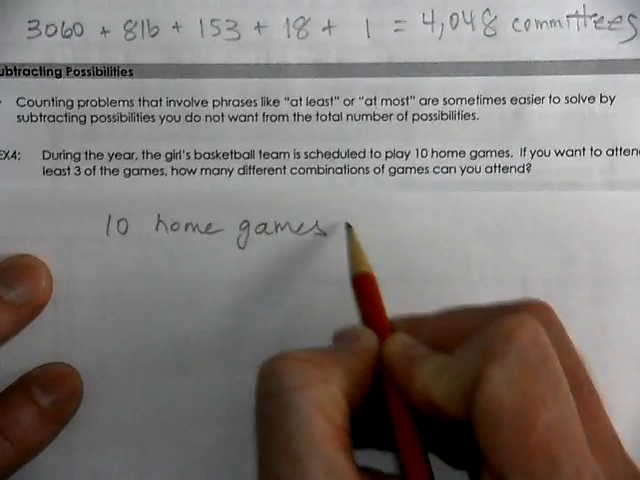 3060 + 816 + 153 + 18 + 1 = 4,048 committees
ubtracting Possibilities
Counting problems that involve phrases like "at least" or "at most" are sometimes easier to solve by
subtracting possibilities you do not want from the total number of possibilities.
EX4: During the year, the girl's basketball team is scheduled to play 10 home games. If you want to atten
least 3 of the games, how many different combinations of games can you attend?
10 home games